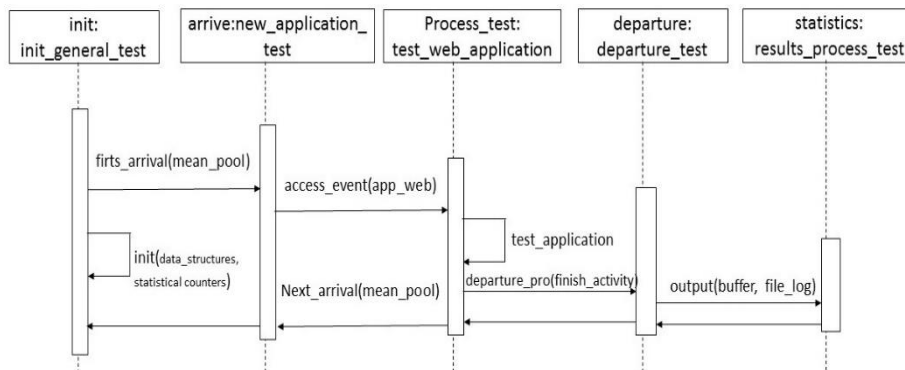 init:
init_general_test
arrive:new_application_
test
Process_test:
test_web_application
departure:
departure_test
statistics:
results_process_test
firts_arrival(mean_pool)
access_event(app_web)
test_application
init(data_structures,
statistical counters)
Next_arrival(mean_pool)
departure_pro(finish_activity)
output(buffer, file_log)